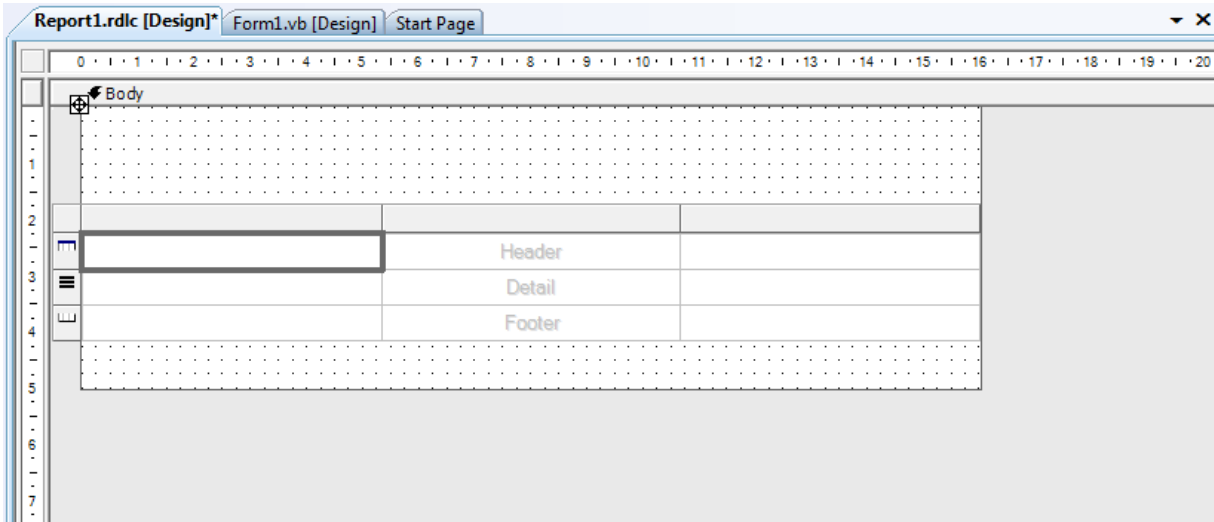 Report1.rdlc [Design]* Form1.vb [Design] Start Page
0 1 2 3 4 5 6 7 8 9 10 11 12 13 14 15 16 17 18 19 20
Body
1
2
Header
3
Detail
Footer
4
5
6
7